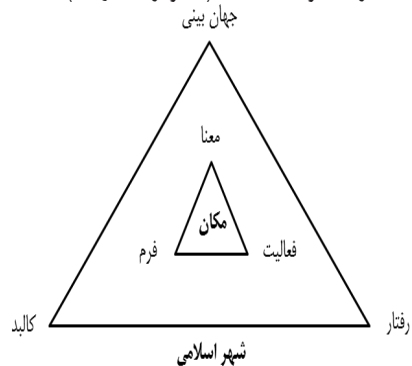 جهان بینی
معنا
مکان
فرم
فعالیت
کالبد
رفتار
شهر اسلامی